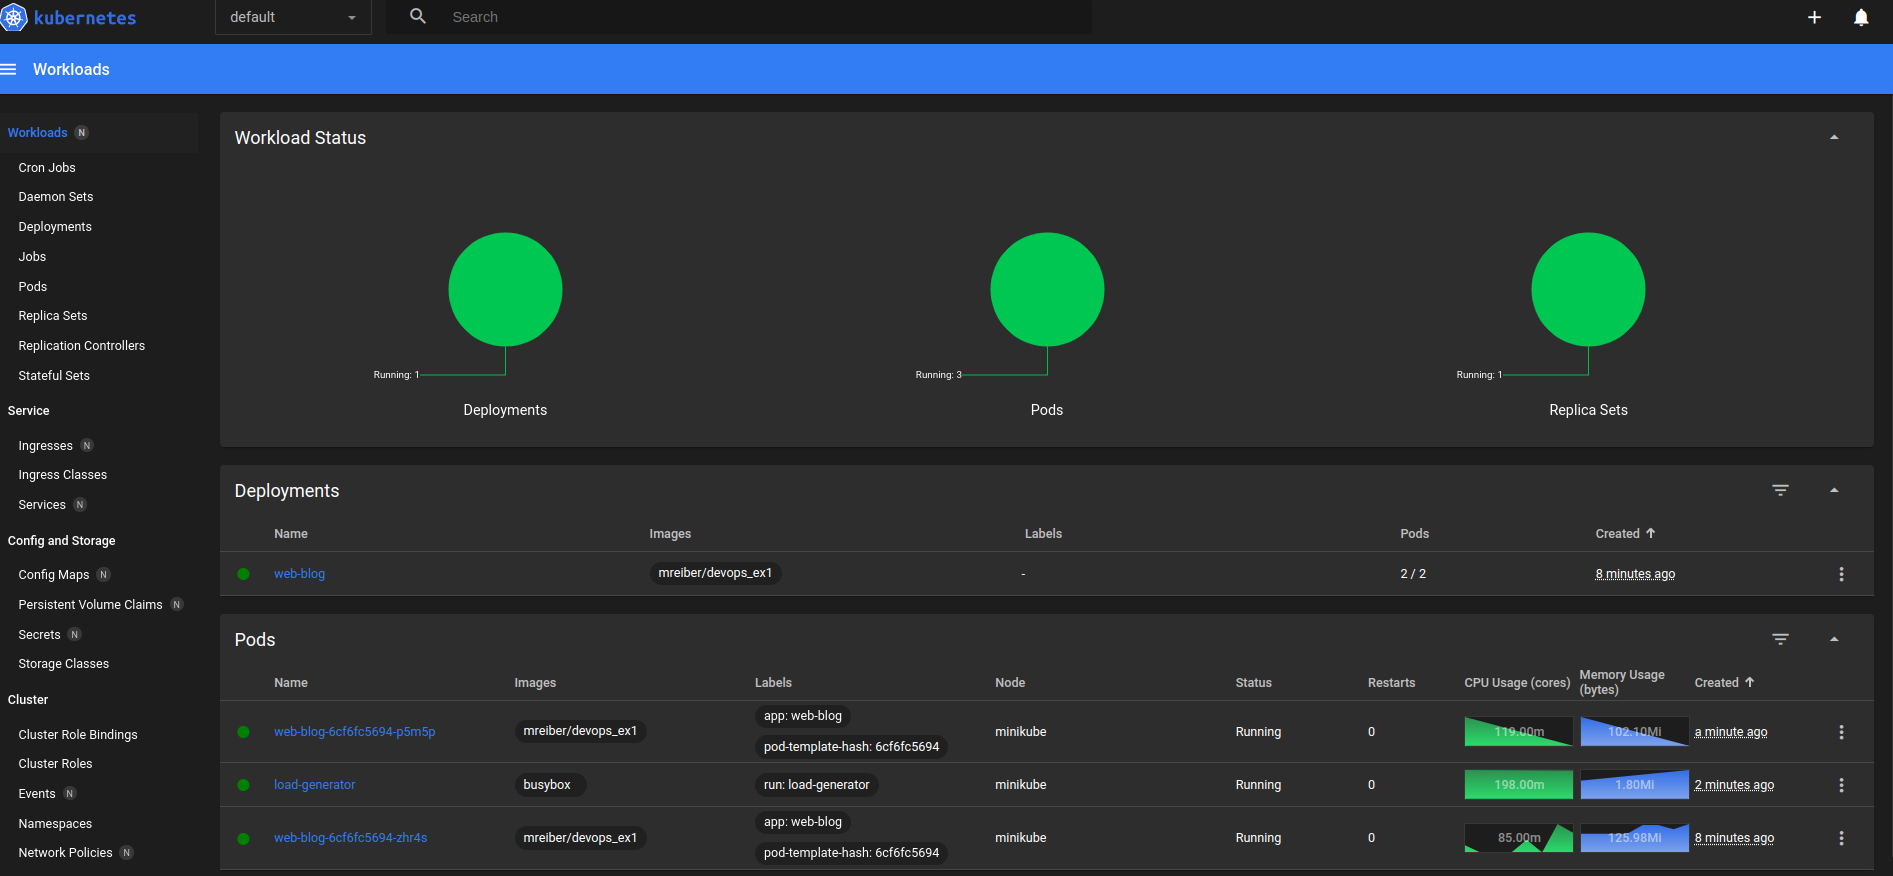 kubernetes
default
Search
Workloads
Workloads N
Cron Jobs
Daemon Sets
Deployments
Jobs
Pods
Replica Sets
Replication Controllers
Stateful Sets
Service
Ingresses N
Ingress Classes
Services N
Config and Storage
Config Maps N
Persistent Volume Claims N
Secrets N
Storage Classes
Cluster
Cluster Role Bindings
Cluster Roles
Events N
Namespaces
Network Policies N
Workload Status
Running: 1
Deployments
Running: 3
Pods
Running: 1
Replica Sets
Deployments
Name Images Labels Pods Created
web-blog mreiber/devops_ex1 - 2 / 2 8 minutes ago
Pods
Name Images Labels Node Status Restarts CPU Usage (cores) Memory Usage (bytes) Created
web-blog-6cf6fc5694-p5m5p mreiber/devops_ex1 app: web-blog pod-template-hash: 6cf6fc5694 minikube Running 0 119.00m 102.10Mi a minute ago
load-generator busybox run: load-generator minikube Running 0 198.00m 1.80Mi 2 minutes ago
web-blog-6cf6fc5694-zhr4s mreiber/devops_ex1 app: web-blog pod-template-hash: 6cf6fc5694 minikube Running 0 85.00m 125.98Mi 8 minutes ago